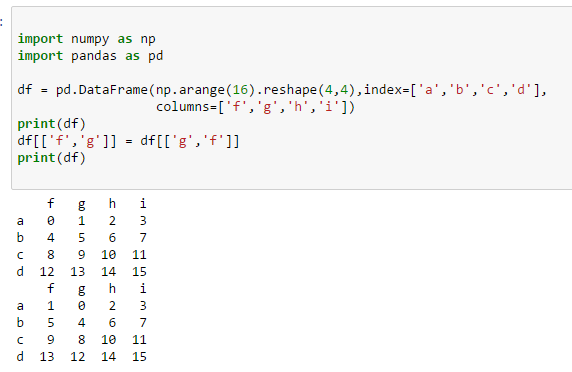 :
import numpy as np
import pandas as pd
df = pd.DataFrame(np.arange(16).reshape(4,4),index=['a','b','c','d'],
                  columns=['f','g','h','i'])
print(df)
df[['f','g']] = df[['g','f']]
print(df)
    f   g   h   i
a   0   1   2   3
b   4   5   6   7
c   8   9  10  11
d  12  13  14  15
    f   g   h   i
a   1   0   2   3
b   5   4   6   7
c   9   8  10  11
d  13  12  14  15